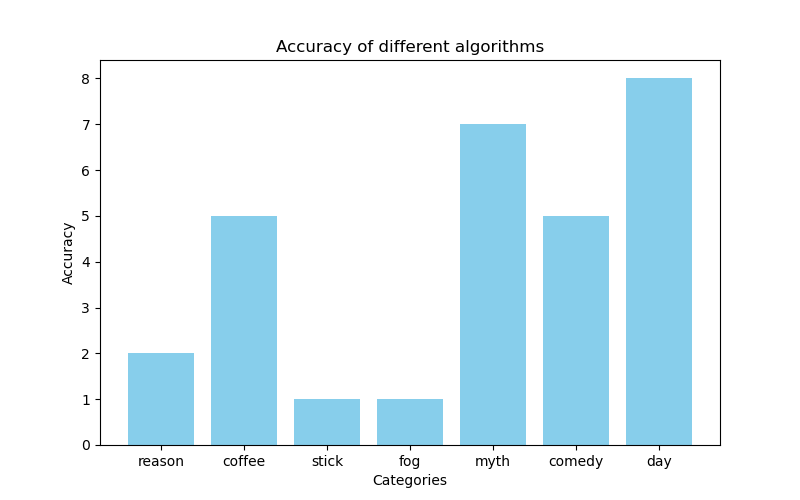 Accuracy of different algorithms
8
7
6
5
4
3
2
1
0
Accuracy
reason coffee stick fog myth comedy day
Categories